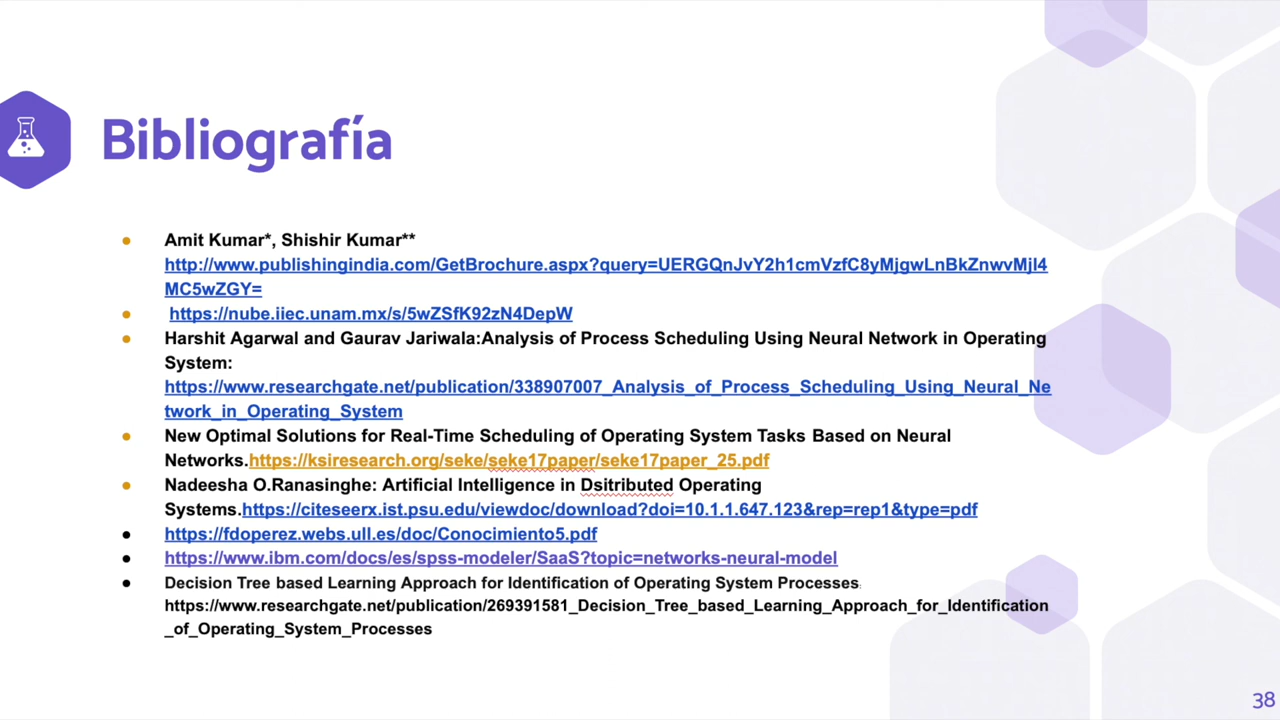 Bibliografía
Amit Kumar*, Shishir Kumar**
http://www.publishingindia.com/GetBrochure.aspx?query=UERGQnJvY2h1cmVzfC8yMjgwLnBkZnwvMjI4
MC5wZGY=
https://nube.iiec.unam.mx/s/5wZSfK92zN4DepW
Harshit Agarwal and Gaurav Jariwala:Analysis of Process Scheduling Using Neural Network in Operating
System:
https://www.researchgate.net/publication/338907007_Analysis_of_Process_Scheduling_Using_Neural_Ne
twork_in_Operating_System
New Optimal Solutions for Real-Time Scheduling of Operating System Tasks Based on Neural
Networks.https://ksiresearch.org/seke/seke17paper/seke17paper_25.pdf
Nadeesha O.Ranasinghe: Artificial Intelligence in Dsitributed Operating
Systems.https://citeseerx.ist.psu.edu/viewdoc/download?doi=10.1.1.647.123&rep=rep1&type=pdf
https://fdoperez.webs.ull.es/doc/Conocimiento5.pdf
https://www.ibm.com/docs/es/spss-modeler/SaaS?topic=networks-neural-model
Decision Tree based Learning Approach for Identification of Operating System Processes.
https://www.researchgate.net/publication/269391581_Decision_Tree_based_Learning_Approach_for_Identification
_of_Operating_System_Processes
38